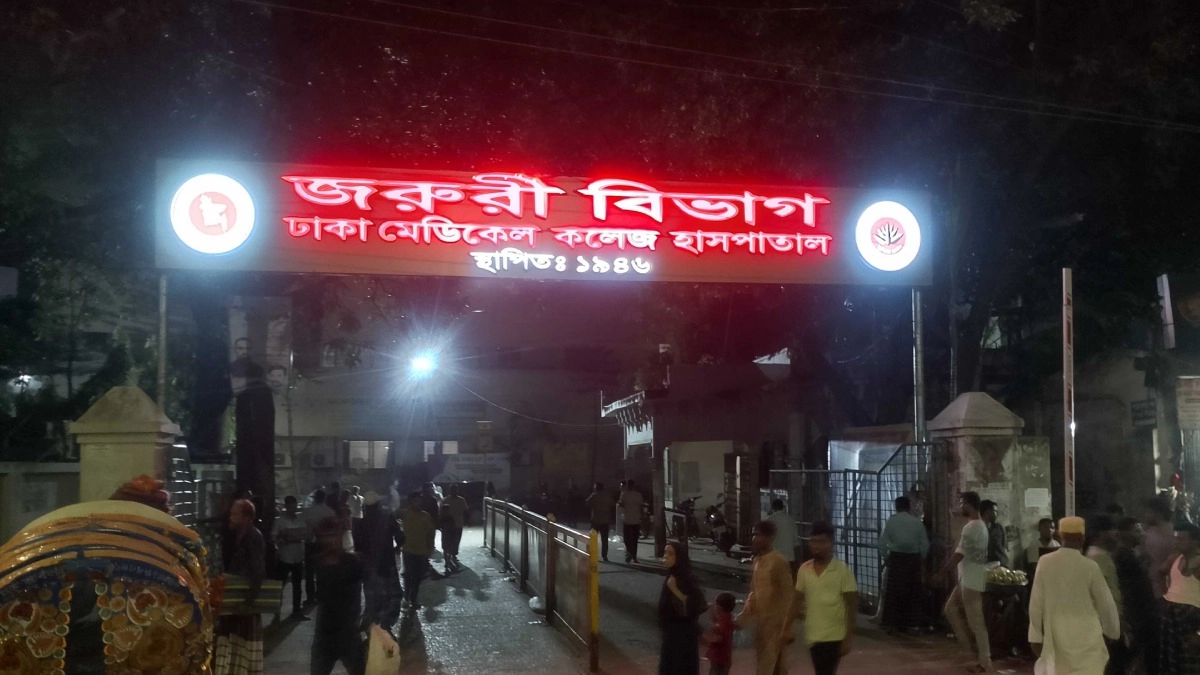 জরুরী বিভাগ
ঢাকা মেডিকেল কলেজ হাসপাতাল
স্থাপিতঃ ১৯৪৬